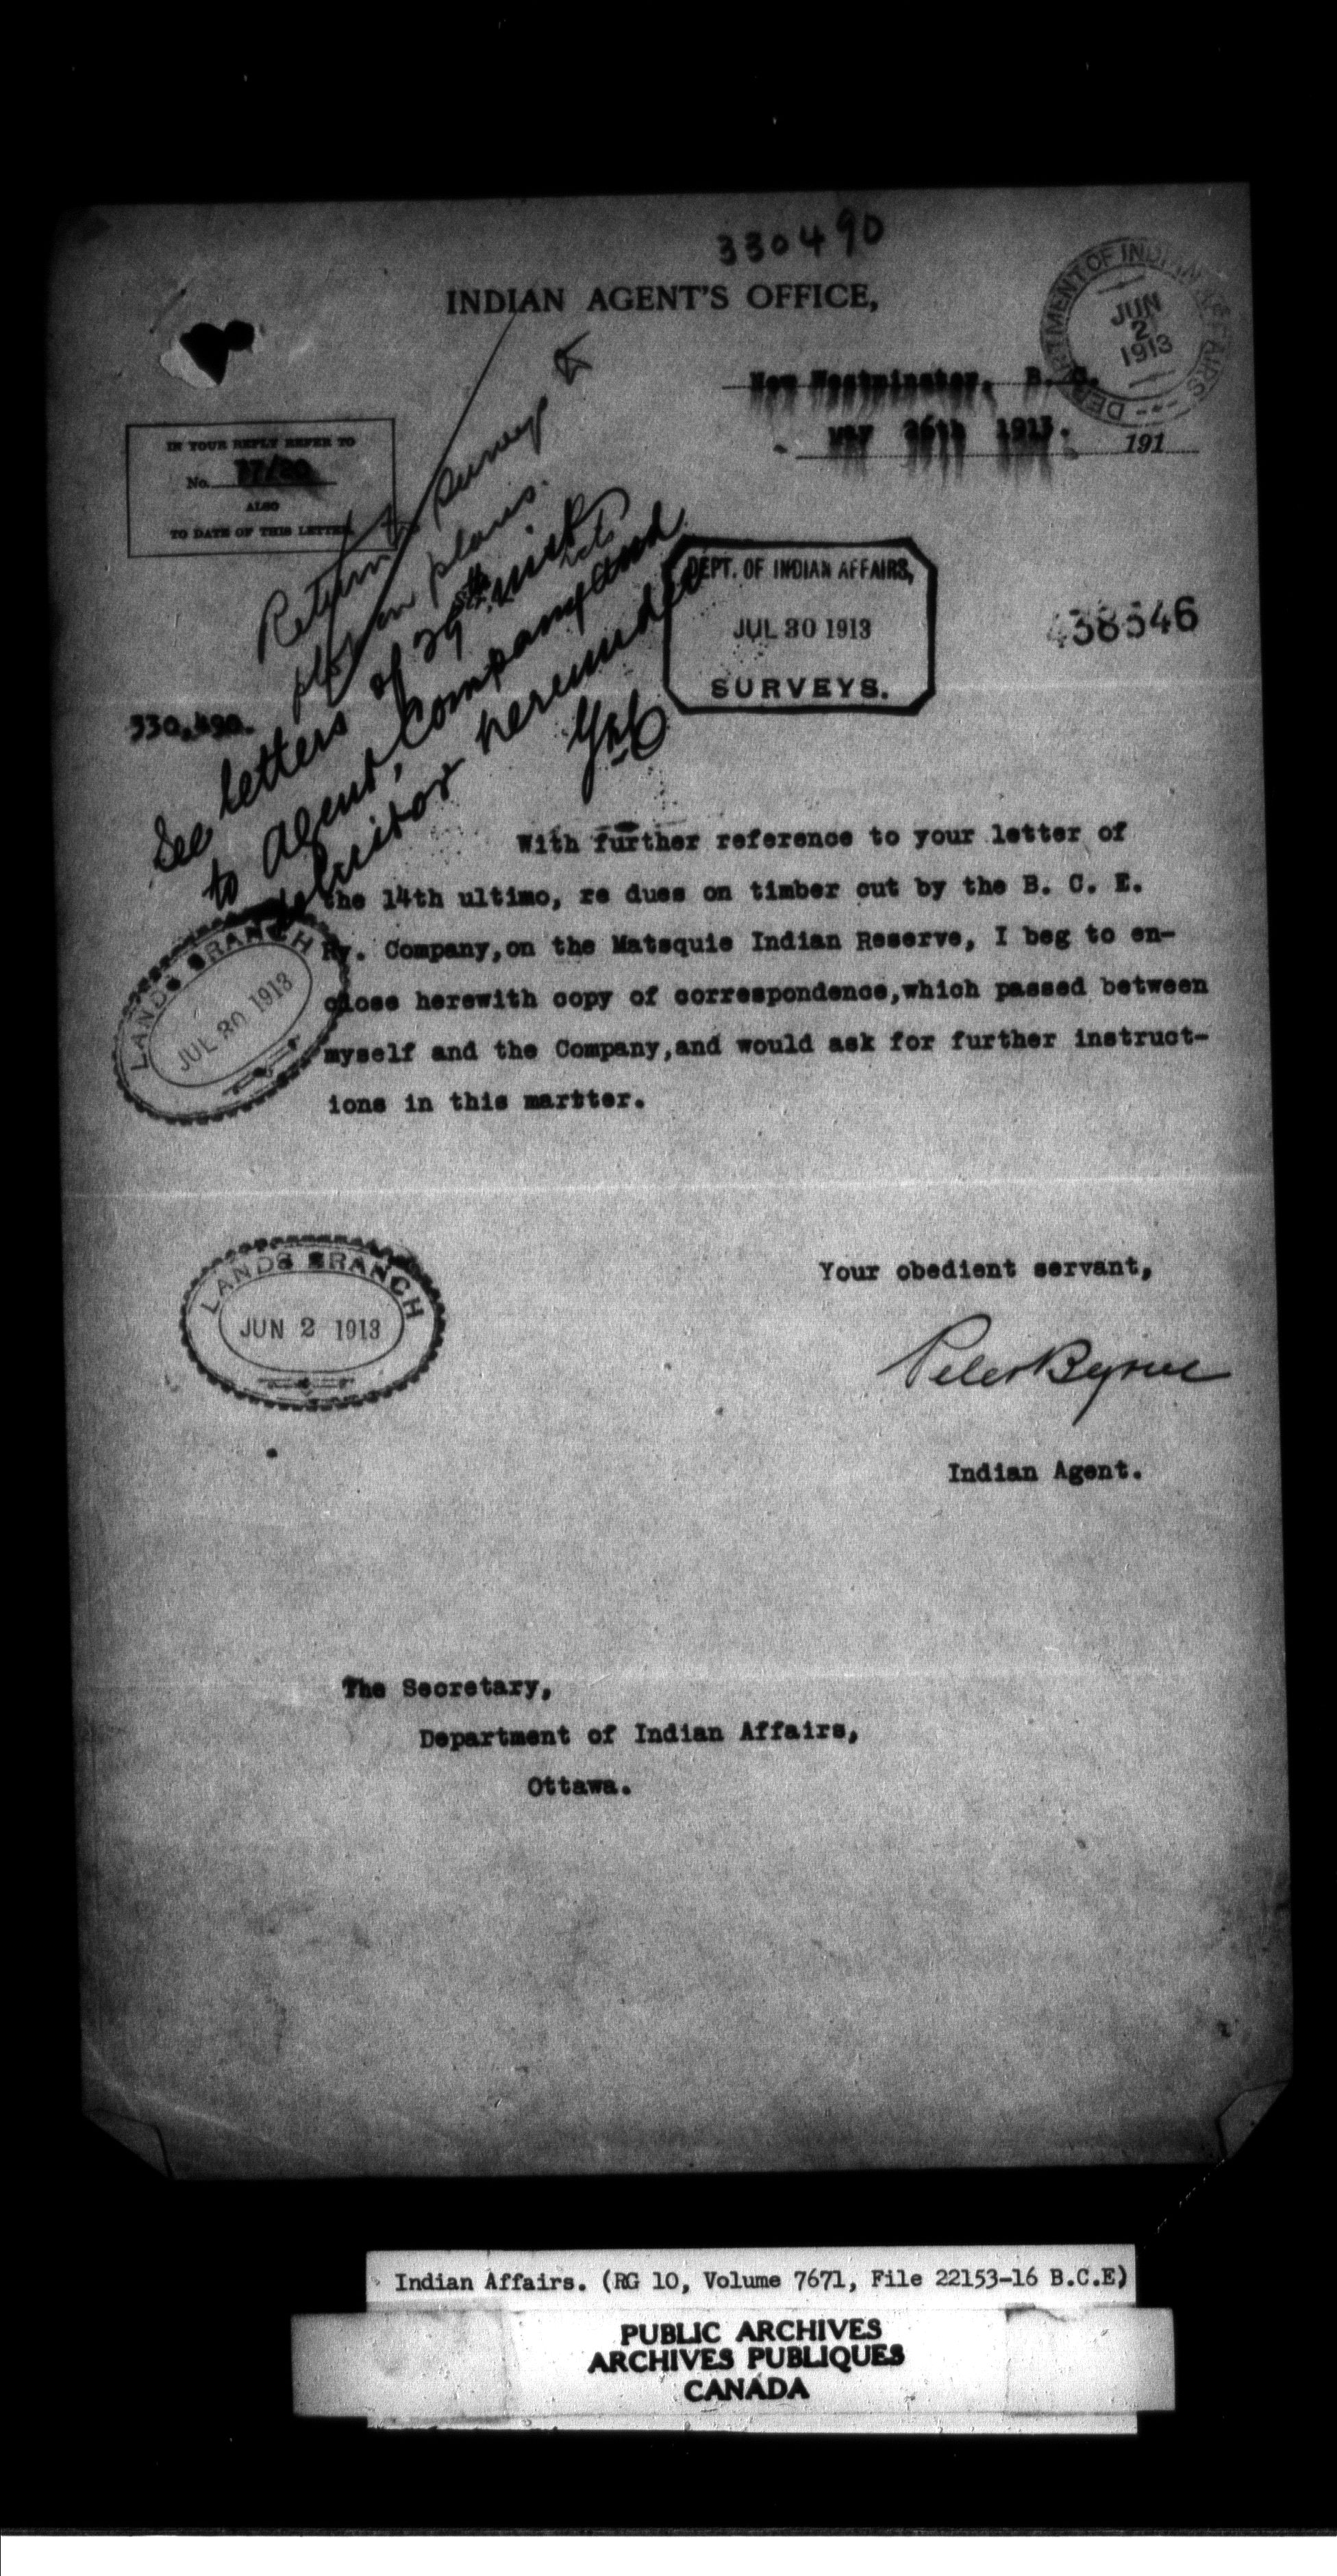 330490
INDIAN AGENT'S OFFICE,
DEPARTMENT OF INDIAN AFFAIRS
JUN
2
1913
New Westminster, B. C.
May 26th 1913. 191
IN YOUR REPLY REFER TO
No.
ALSO
TO DATE OF THIS LETTER
Return to Survey
plans.
See letters of 29th
to Agent, Company and
Solicitor hereunder
DEPT. OF INDIAN AFFAIRS,
JUL 30 1913
SURVEYS.
438546
330,490.
With further reference to your letter of
the 14th ultimo, re dues on timber cut by the B. C. E.
Ry. Company,on the Matsquie Indian Reserve, I beg to en-
close herewith copy of correspondence,which passed between
myself and the Company,and would ask for further instruct-
ions in this martter.
LANDS BRANCH
JUL 30 1913
LANDS BRANCH
JUN 2 1913
Your obedient servant,
Peter Byrne
Indian Agent.
The Secretary,
Department of Indian Affairs,
Ottawa.
Indian Affairs. (RG 10, Volume 7671, File 22153-16 B.C.E)
PUBLIC ARCHIVES
ARCHIVES PUBLIQUES
CANADA